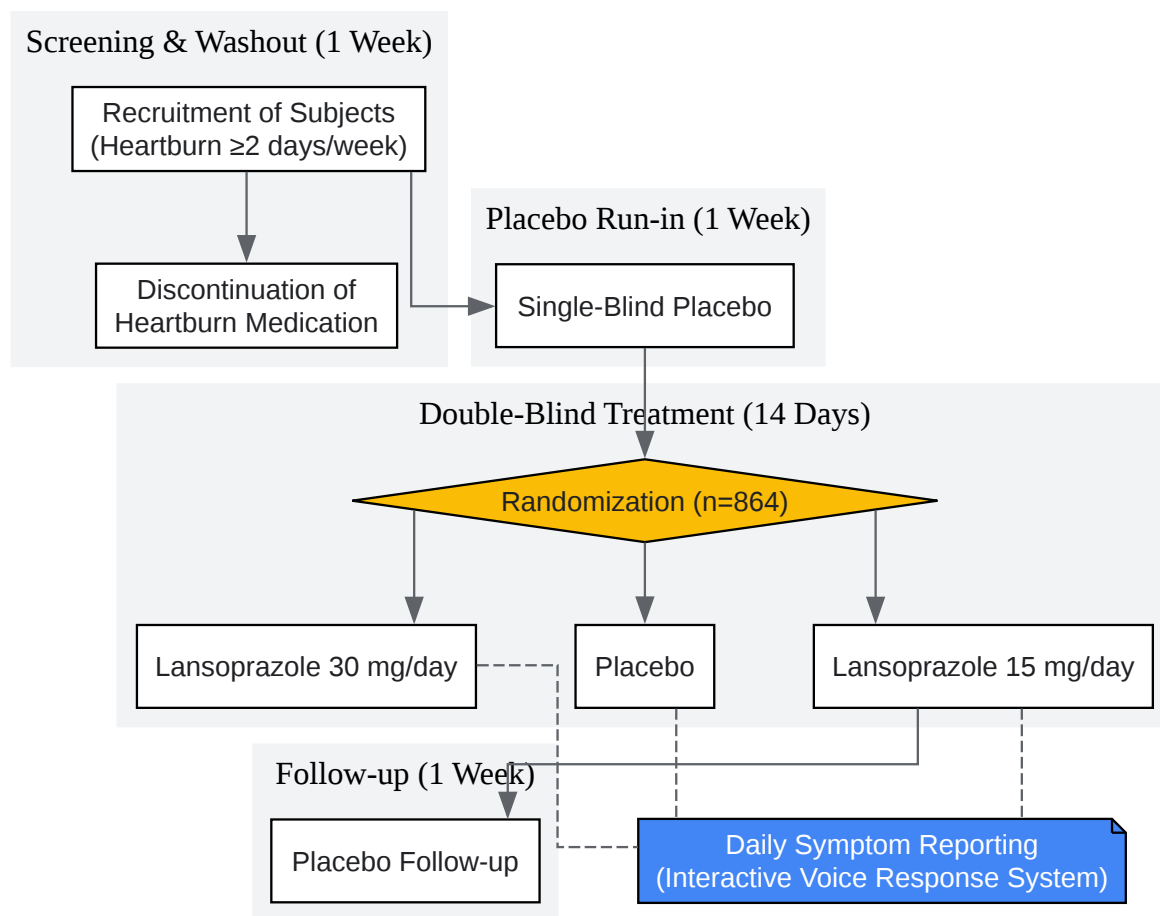 Screening & Washout (1 Week)
Recruitment of Subjects
(Heartburn ≥2 days/week)
Discontinuation of
Heartburn Medication
Placebo Run-in (1 Week)
Single-Blind Placebo
Double-Blind Treatment (14 Days)
Randomization (n=864)
Lansoprazole 30 mg/day
Placebo
Lansoprazole 15 mg/day
Follow-up (1 Week)
Placebo Follow-up
Daily Symptom Reporting
(Interactive Voice Response System)